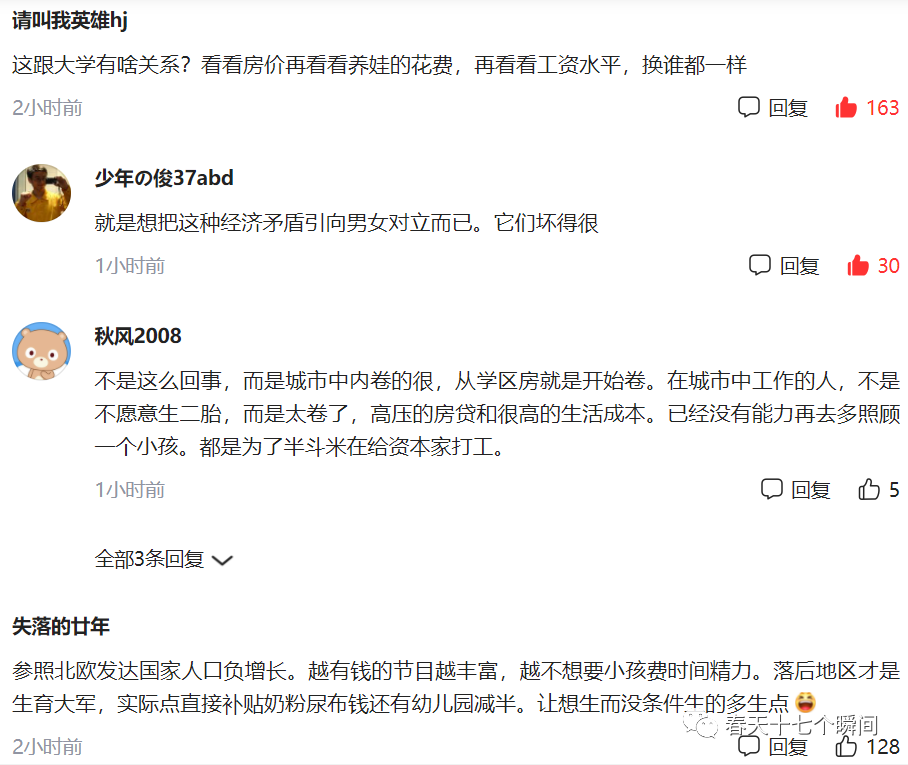 请叫我英雄hj
这跟大学有啥关系？看看房价再看看养娃的花费，再看看工资水平，换谁都一样
2小时前 回复 163
少年の俊37abd
就是想把这种经济矛盾引向男女对立而已。它们坏得很
1小时前 回复 30
秋风2008
不是这么回事，而是城市中内卷的很，从学区房就是开始卷。在城市中工作的人，不是
不愿意生二胎，而是太卷了，高压的房贷和很高的生活成本。已经没有能力再去多照顾
一个小孩。都是为了半斗米在给资本家打工。
1小时前 回复 5
全部3条回复
失落的廿年
参照北欧发达国家人口负增长。越有钱的节目越丰富，越不想要小孩费时间精力。落后地区才是
生育大军，实际点直接补贴奶粉尿布钱还有幼儿园减半。让想生而没条件生的多生点
春天十七个瞬间
2小时前 回复 128